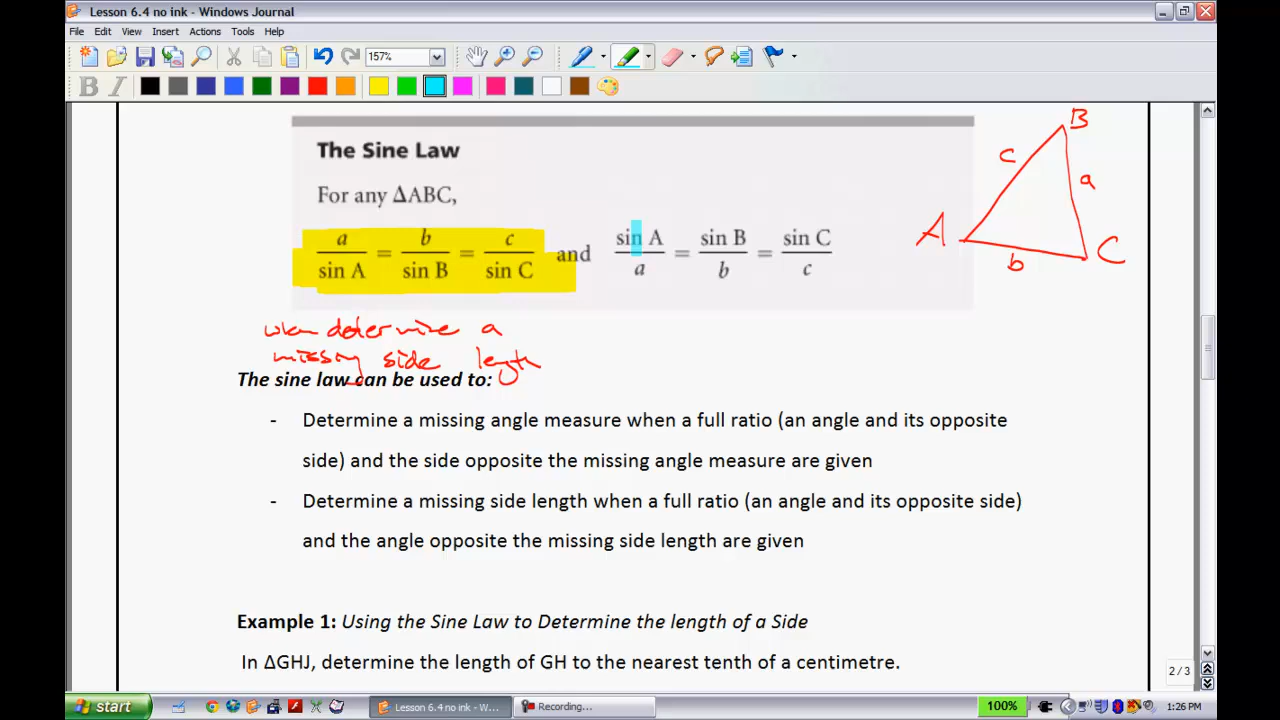 Lesson 6.4 no ink - Windows Journal
File Edit View Insert Actions Tools Help
157%
B I
The Sine Law
For any ΔABC,
a/sin A = b/sin B = c/sin C and sin A/a = sin B/b = sin C/c
B
c
a
A
b
C
when determine a
missing side length
The sine law can be used to:
- Determine a missing angle measure when a full ratio (an angle and its opposite
side) and the side opposite the missing angle measure are given
- Determine a missing side length when a full ratio (an angle and its opposite side)
and the angle opposite the missing side length are given
Example 1: Using the Sine Law to Determine the length of a Side
In ΔGHJ, determine the length of GH to the nearest tenth of a centimetre.
2 / 3
start
Lesson 6.4 no ink - W...
Recording...
100%
1:26 PM